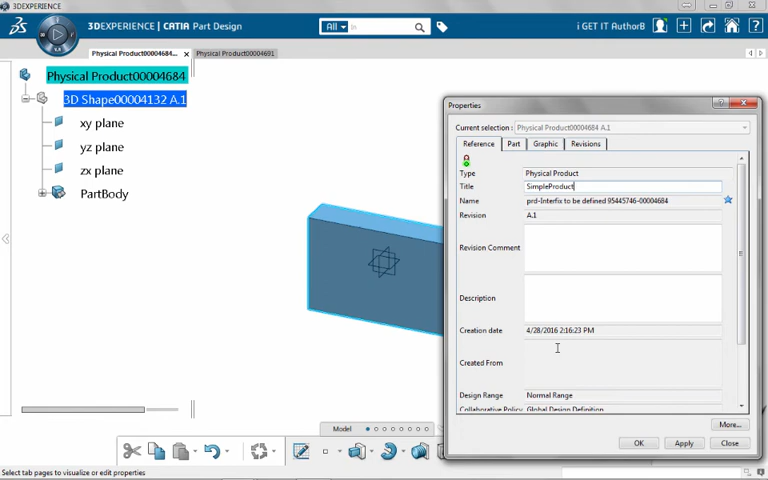 3DEXPERIENCE
3DEXPERIENCE | CATIA Part Design
All
i GET IT AuthorB
Physical Product00004684...
Physical Product00004691
Physical Product00004684
3D Shape00004132 A.1
xy plane
yz plane
zx plane
PartBody
Properties
Current selection : Physical Product00004684 A.1
Reference Part Graphic Revisions
Type Physical Product
Title SimpleProduct
Name prd-Interfix to be defined 95445746-00004684
Revision A.1
Revision Comment
Description
Creation date 4/28/2016 2:16:23 PM
Created From
Design Range Normal Range
Collaborative Policy Global Design Definition
More...
OK Apply Close
Model
Select tab pages to visualize or edit properties